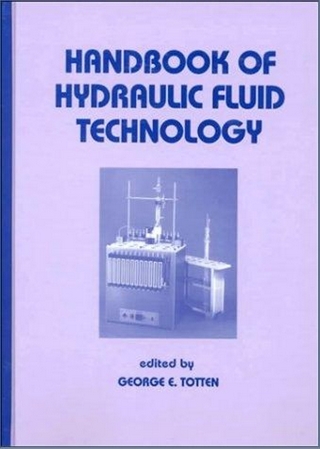 HANDBOOK OF
HYDRAULIC FLUID
TECHNOLOGY
edited by
GEORGE E. TOTTEN